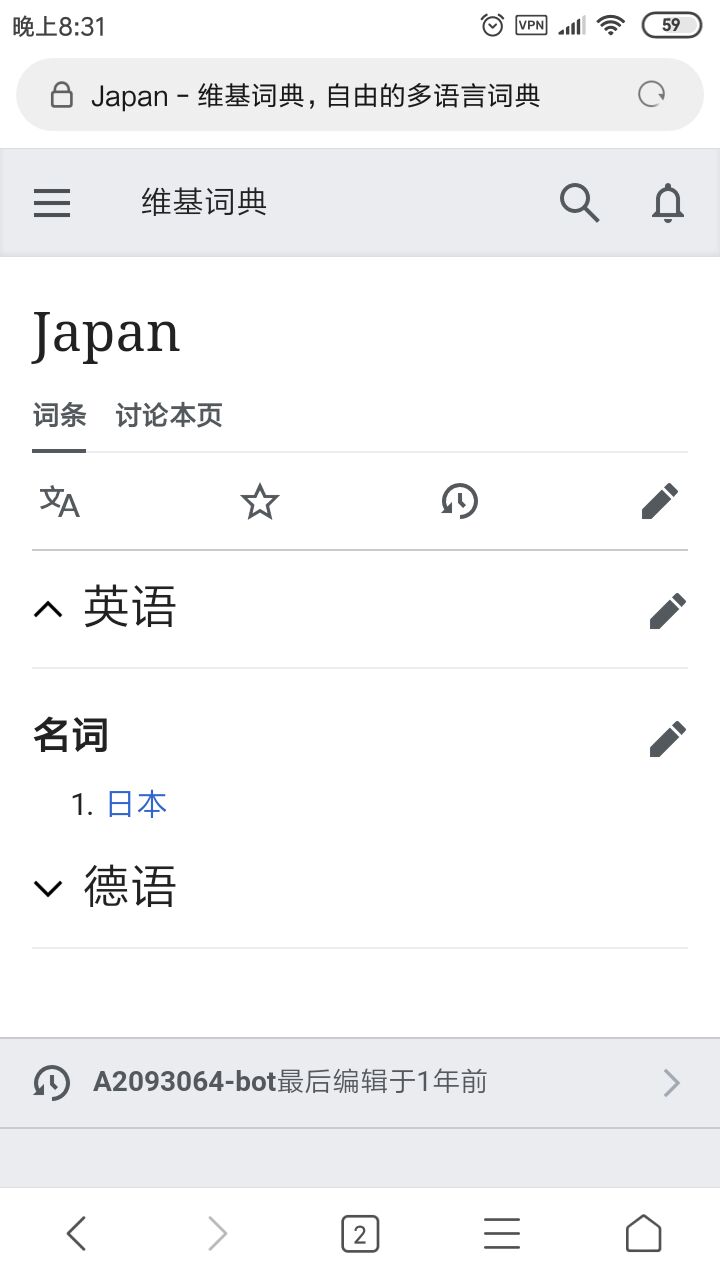 晚上8:31 VPN 59
Japan - 维基词典，自由的多语言词典
维基词典
Japan
词条 讨论本页
文A
英语
名词
1. 日本
德语
A2093064-bot最后编辑于1年前
2